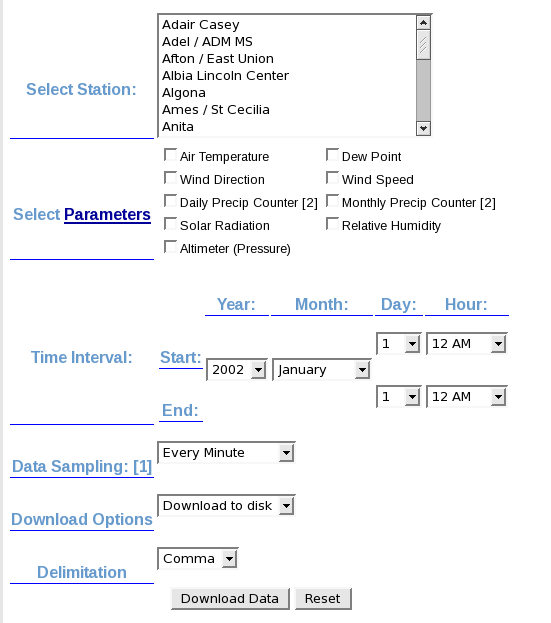 Select Station:
Adair Casey
Adel / ADM MS
Afton / East Union
Albia Lincoln Center
Algona
Ames / St Cecilia
Anita
Select Parameters
Air Temperature
Dew Point
Wind Direction
Wind Speed
Daily Precip Counter [2]
Monthly Precip Counter [2]
Solar Radiation
Relative Humidity
Altimeter (Pressure)
Time Interval:
Year: Month: Day: Hour:
Start:
2002 January 1 12 AM
End:
1 12 AM
Data Sampling: [1]
Every Minute
Download Options
Download to disk
Delimitation
Comma
Download Data Reset